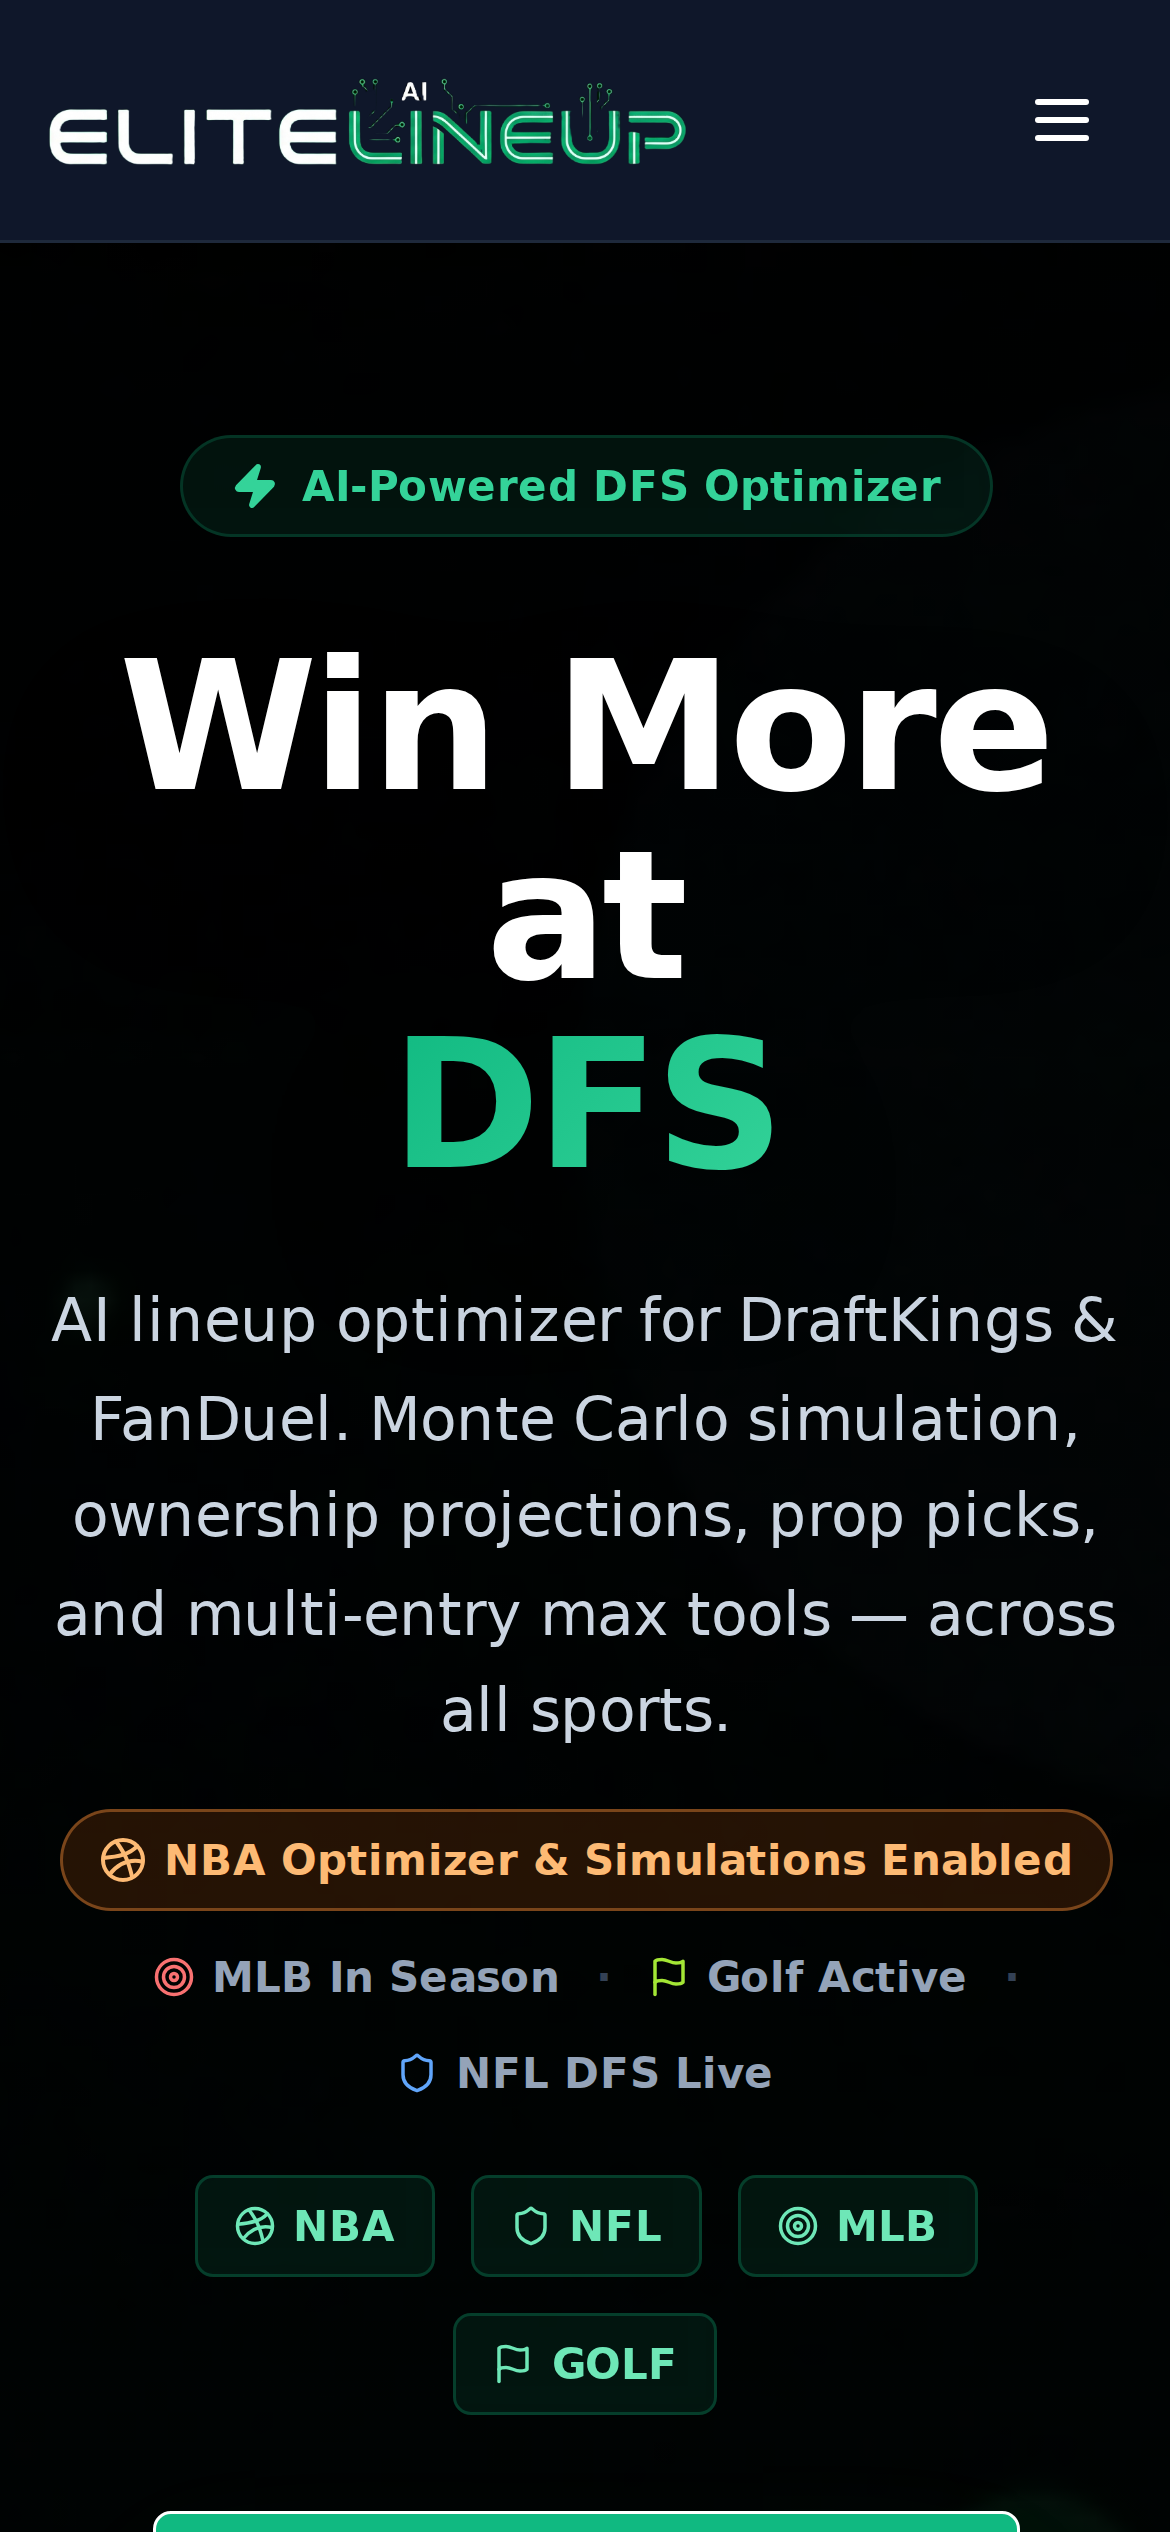 AI
ELITELINEUP
AI-Powered DFS Optimizer
Win More
at
DFS
AI lineup optimizer for DraftKings &
FanDuel. Monte Carlo simulation,
ownership projections, prop picks,
and multi-entry max tools — across
all sports.
NBA Optimizer & Simulations Enabled
MLB In Season · Golf Active ·
NFL DFS Live
NBA NFL MLB
GOLF